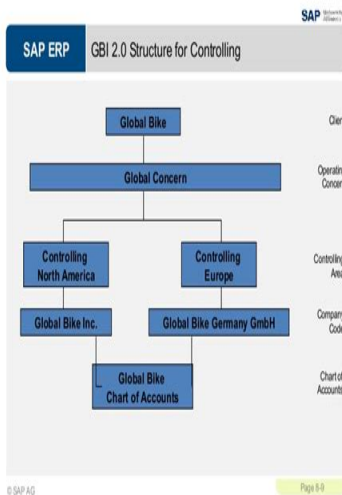 SAP
SAP ERP
GBI 2.0 Structure for Controlling
Global Bike
Clien
Global Concern
Operatin
Concer
Controlling
North America
Controlling
Europe
Controlling
Area
Global Bike Inc.
Global Bike Germany GmbH
Company
Code
Global Bike
Chart of Accounts
Chart of
Accounts
© SAP AG
Page 8-9